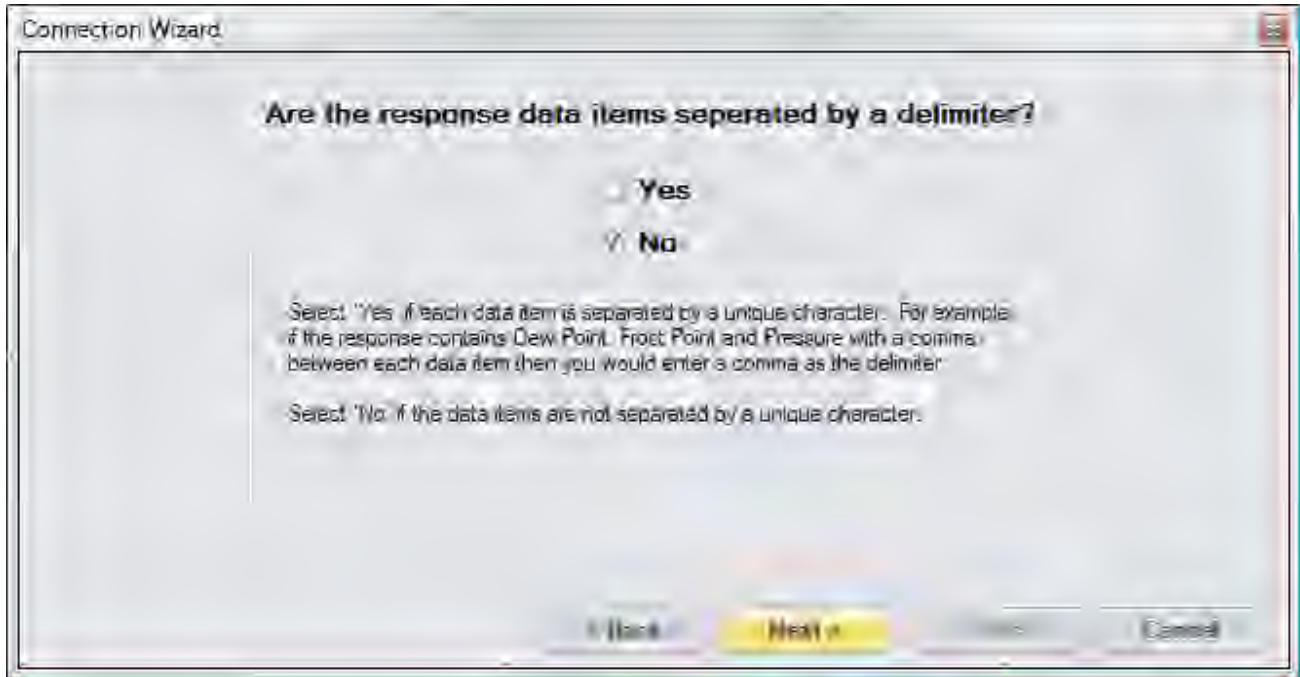 Connection Wizard
Are the response data items seperated by a delimiter?
Yes
No
Select "Yes" if each data item is separated by a unique character. For example
if the response contains Dew Point, Frost Point and Pressure with a comma
between each data item then you would enter a comma as the delimiter
Select "No" if the data items are not separated by a unique character.
< Back Next > Cancel